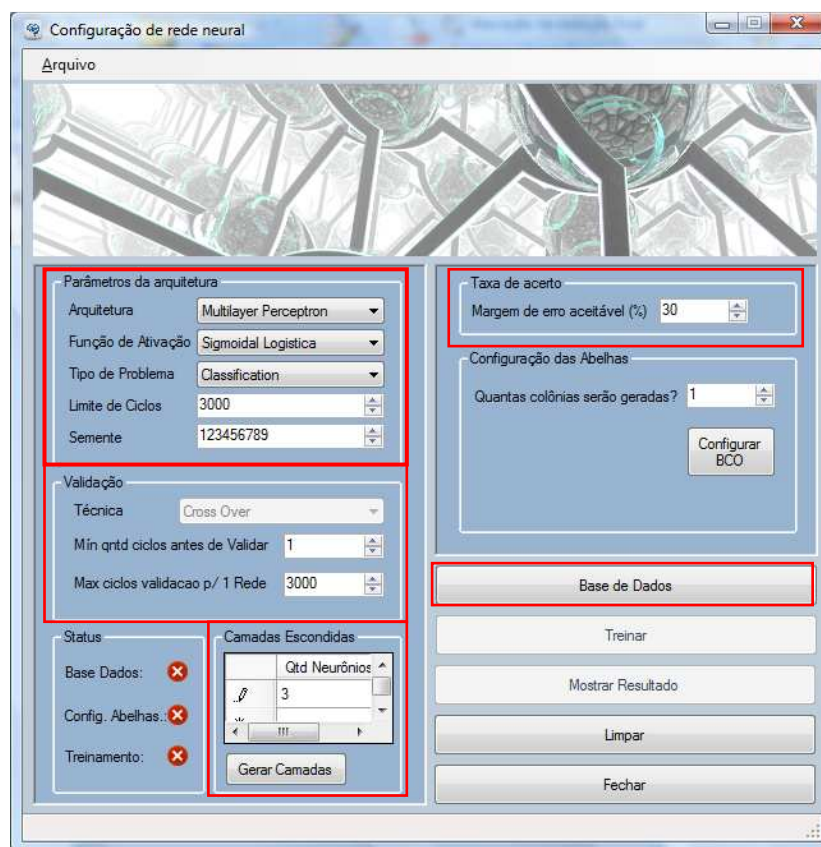 Configuração de rede neural
Arquivo
Parâmetros da arquitetura
Arquitetura Multilayer Perceptron
Função de Ativação Sigmoidal Logistica
Tipo de Problema Classification
Limite de Ciclos 3000
Semente 123456789
Validação
Técnica Cross Over
Mín qntd ciclos antes de Validar 1
Max ciclos validacao p/ 1 Rede 3000
Status
Base Dados:
Config. Abelhas.:
Treinamento:
Camadas Escondidas
Qtd Neurônios
3
Gerar Camadas
Taxa de acerto
Margem de erro aceitável (%) 30
Configuração das Abelhas
Quantas colônias serão geradas? 1
Configurar
BCO
Base de Dados
Treinar
Mostrar Resultado
Limpar
Fechar